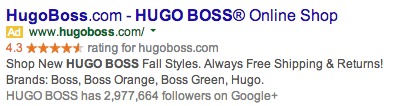 HugoBoss.com - HUGO BOSS® Online Shop
Ad www.hugoboss.com/
4.3 rating for hugoboss.com
Shop New HUGO BOSS Fall Styles. Always Free Shipping & Returns!
Brands: Boss, Boss Orange, Boss Green, Hugo.
HUGO BOSS has 2,977,664 followers on Google+